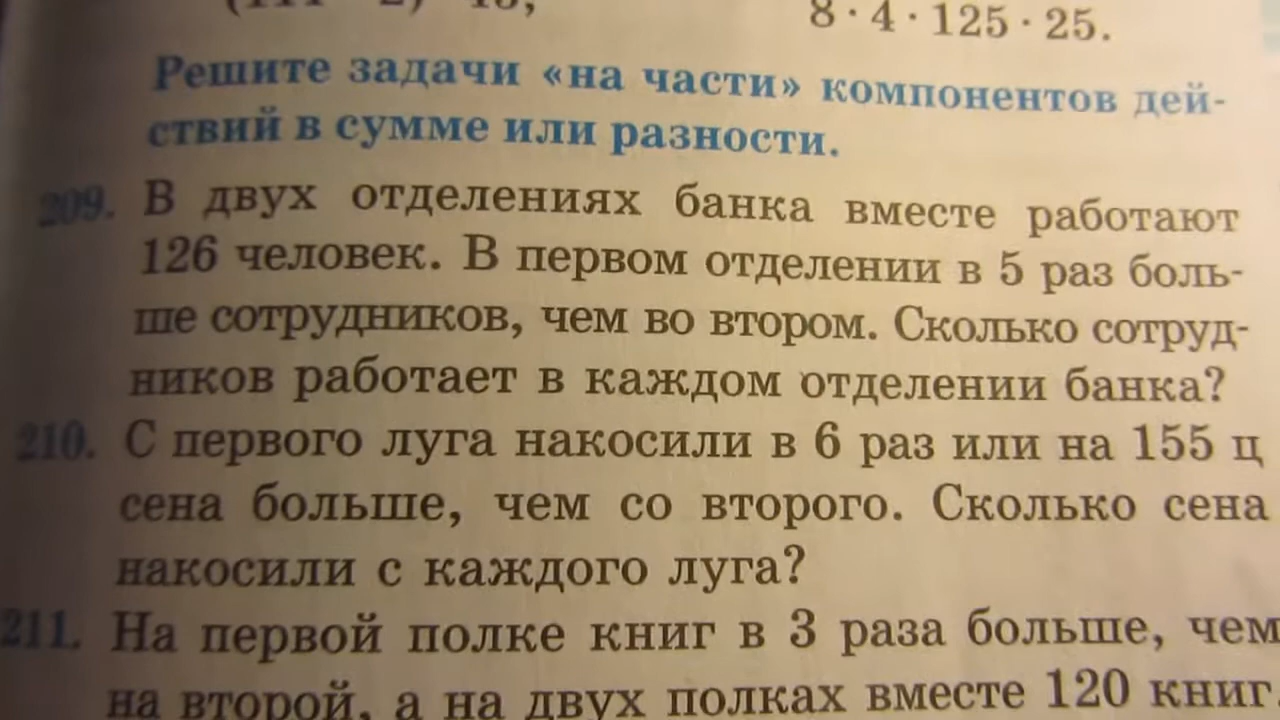 8 · 4 · 125 · 25.
Решите задачи «на части» компонентов дей-
ствий в сумме или разности.
209. В двух отделениях банка вместе работают
126 человек. В первом отделении в 5 раз боль-
ше сотрудников, чем во втором. Сколько сотруд-
ников работает в каждом отделении банка?
210. С первого луга накосили в 6 раз или на 155 ц
сена больше, чем со второго. Сколько сена
накосили с каждого луга?
211. На первой полке книг в 3 раза больше, чем
на второй, а на двух полках вместе 120 книг.